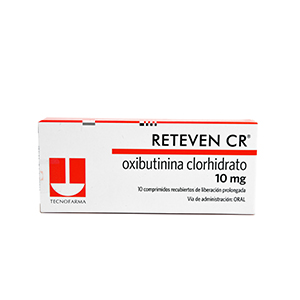 RETEVEN CR®
oxibutinina clorhidrato
10 mg
10 comprimidos recubiertos de liberación prolongada
Vía de administración: ORAL
TECNOFARMA